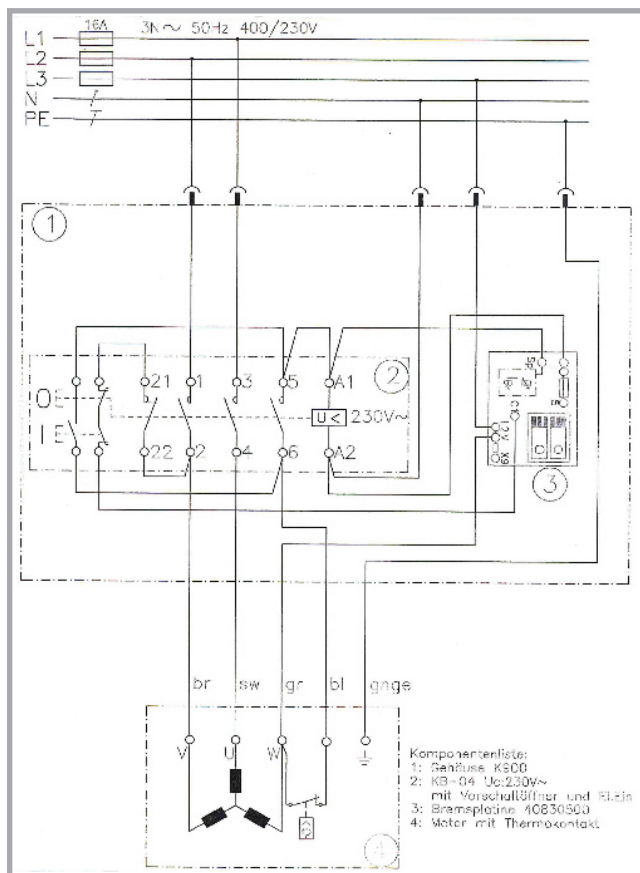 16A 3N~ 50Hz 400/230V
L1
L2
L3
N
PE
1
21 1 3 5 A1 2
O
U< 230V~
I
22 2 4 6 A2
3
br sw gr bl gnge
V U W
4
Komponentenliste:
1: Gehäuse K900
2: KB-04 Uc:230V~
mit Vorschaltöffner und El.Ein
3: Bremsplatine 40830500
4: Motor mit Thermokontakt